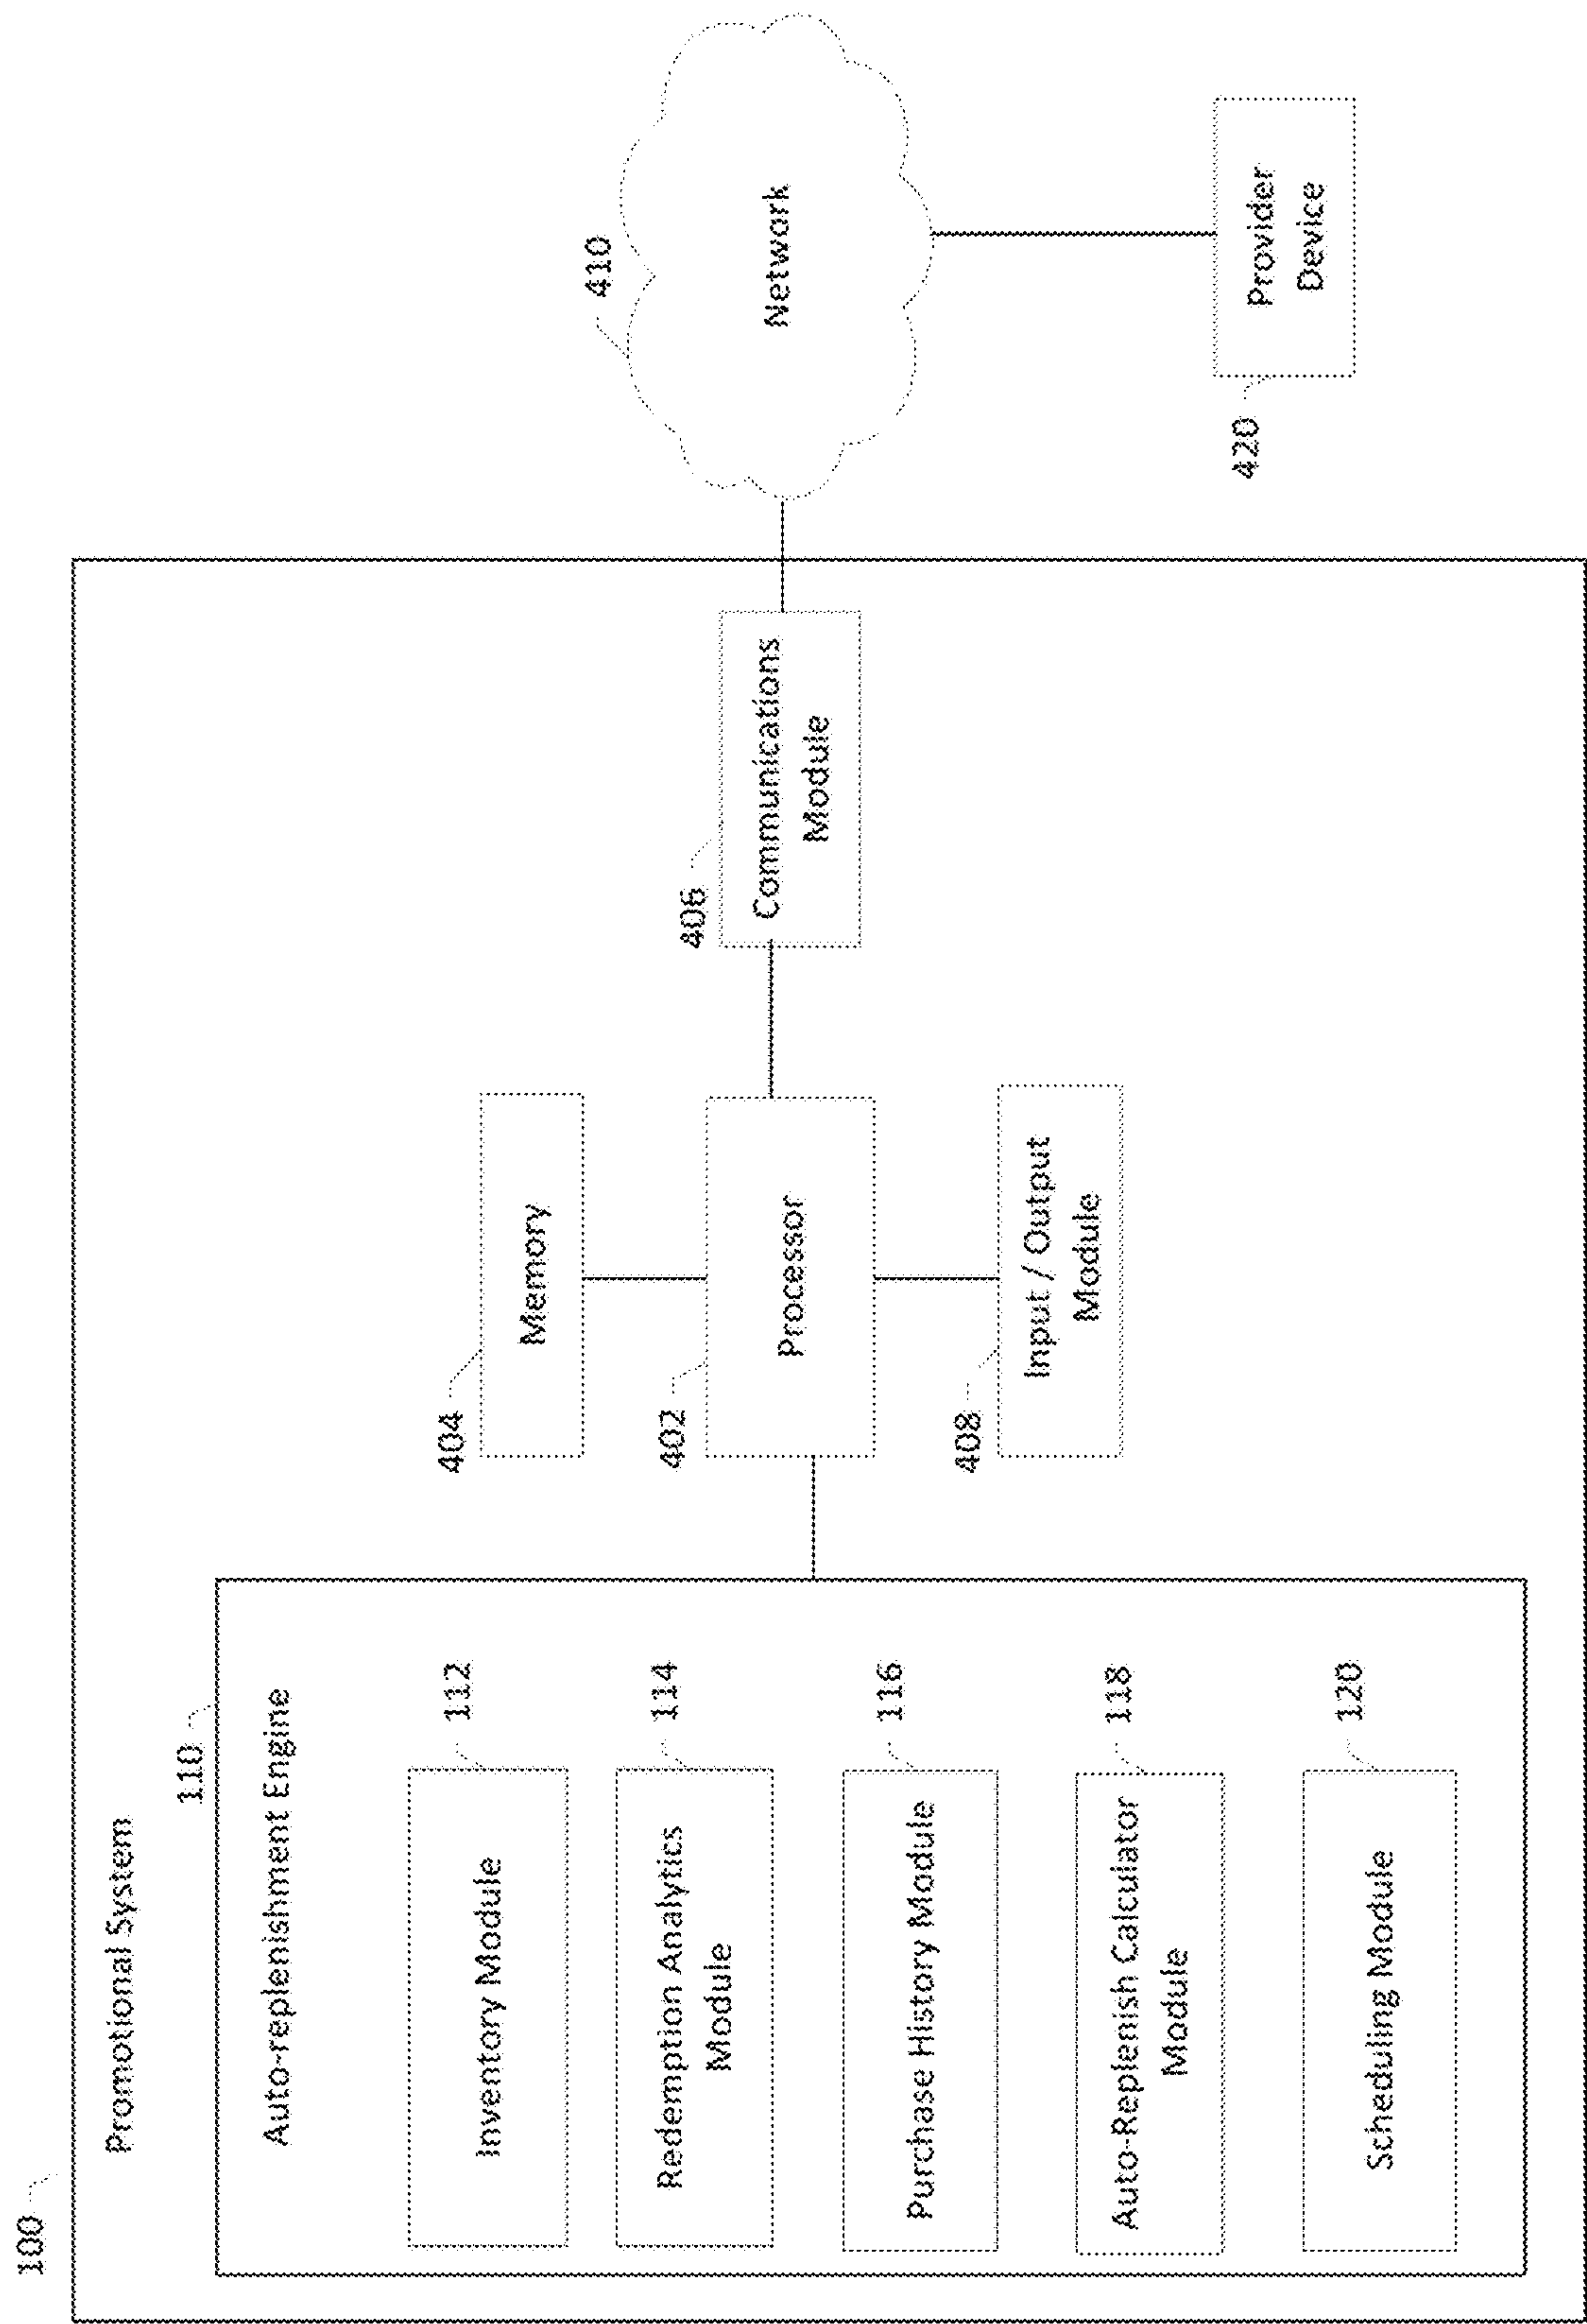 100
Promotional System
110
Auto-replenishment Engine
Inventory Module
112
Redemption Analytics
Module
114
Purchase History Module
116
Auto-Replenish Calculator
Module
118
Scheduling Module
120
404
Memory
402
Processor
408
Input / Output
Module
406
Communications
Module
410
Network
420
Provider
Device